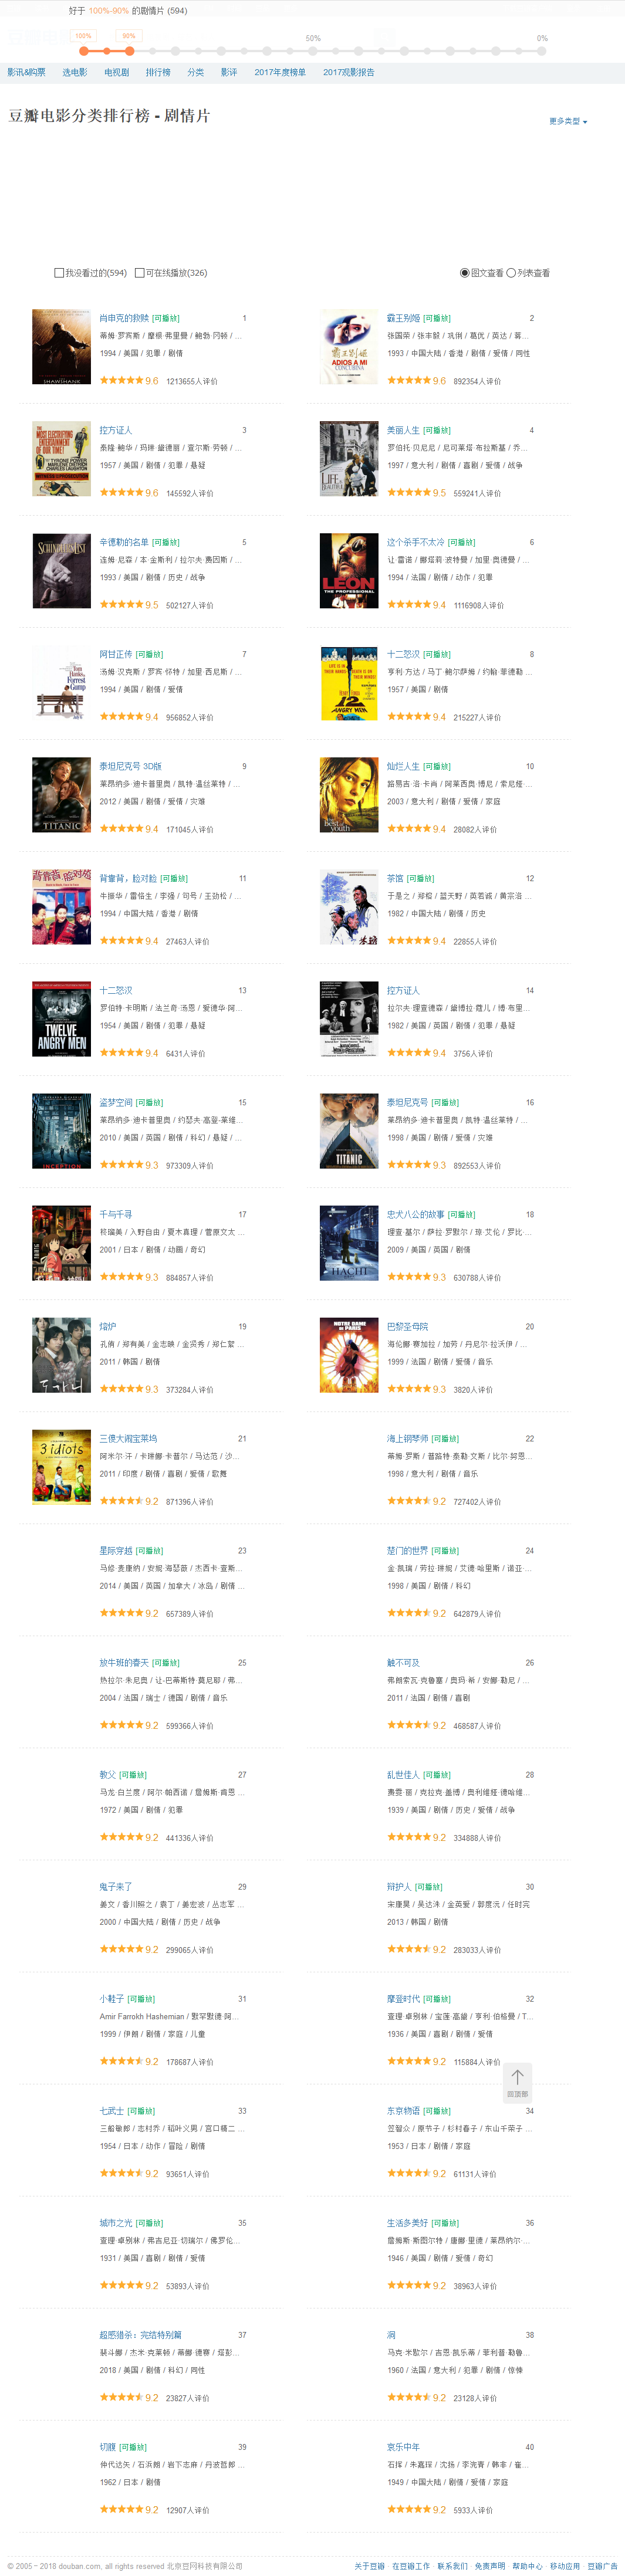 好于 100%-90% 的剧情片 (594)
100% 90% 50% 0%
影讯&购票 选电影 电视剧 排行榜 分类 影评 2017年度榜单 2017观影报告
豆瓣电影分类排行榜 - 剧情片
更多类型
我没看过的(594) 可在线播放(326) 图文查看 列表查看
肖申克的救赎 [可播放] 1
蒂姆·罗宾斯 / 摩根·弗里曼 / 鲍勃·冈顿 / ...
1994 / 美国 / 犯罪 / 剧情
9.6 1213655人评价
霸王别姬 [可播放] 2
张国荣 / 张丰毅 / 巩俐 / 葛优 / 英达 / 蒋...
1993 / 中国大陆 / 香港 / 剧情 / 爱情 / 同性
9.6 892354人评价
控方证人 3
泰隆·鲍华 / 玛琳·黛德丽 / 查尔斯·劳顿 / ...
1957 / 美国 / 剧情 / 犯罪 / 悬疑
9.6 145592人评价
美丽人生 [可播放] 4
罗伯托·贝尼尼 / 尼可莱塔·布拉斯基 / 乔...
1997 / 意大利 / 剧情 / 喜剧 / 爱情 / 战争
9.5 559241人评价
辛德勒的名单 [可播放] 5
连姆·尼森 / 本·金斯利 / 拉尔夫·费因斯 / ...
1993 / 美国 / 剧情 / 历史 / 战争
9.5 502127人评价
这个杀手不太冷 [可播放] 6
让·雷诺 / 娜塔莉·波特曼 / 加里·奥德曼 / ...
1994 / 法国 / 剧情 / 动作 / 犯罪
9.4 1116908人评价
阿甘正传 [可播放] 7
汤姆·汉克斯 / 罗宾·怀特 / 加里·西尼斯 / ...
1994 / 美国 / 剧情 / 爱情
9.4 956852人评价
十二怒汉 [可播放] 8
亨利·方达 / 马丁·鲍尔萨姆 / 约翰·菲德勒 ...
1957 / 美国 / 剧情
9.4 215227人评价
泰坦尼克号 3D版 9
莱昂纳多·迪卡普里奥 / 凯特·温丝莱特 / ...
2012 / 美国 / 剧情 / 爱情 / 灾难
9.4 171045人评价
灿烂人生 [可播放] 10
路易吉·洛·卡肖 / 阿莱西奥·博尼 / 索尼娅·...
2003 / 意大利 / 剧情 / 爱情 / 家庭
9.4 28082人评价
背靠背，脸对脸 [可播放] 11
牛振华 / 雷恪生 / 李强 / 句号 / 王劲松 / ...
1994 / 中国大陆 / 香港 / 剧情
9.4 27463人评价
茶馆 [可播放] 12
于是之 / 郑榕 / 蓝天野 / 英若诚 / 黄宗洛 ...
1982 / 中国大陆 / 剧情 / 历史
9.4 22855人评价
十二怒汉 13
罗伯特·卡明斯 / 法兰奇·汤恩 / 爱德华·阿...
1954 / 美国 / 剧情 / 犯罪 / 悬疑
9.4 6431人评价
控方证人 14
拉尔夫·理查德森 / 黛博拉·蔻儿 / 博·布里...
1982 / 美国 / 英国 / 剧情 / 犯罪 / 悬疑
9.4 3756人评价
盗梦空间 [可播放] 15
莱昂纳多·迪卡普里奥 / 约瑟夫·高登-莱维...
2010 / 美国 / 英国 / 剧情 / 科幻 / 悬疑 / ...
9.3 973309人评价
泰坦尼克号 [可播放] 16
莱昂纳多·迪卡普里奥 / 凯特·温丝莱特 / ...
1998 / 美国 / 剧情 / 爱情 / 灾难
9.3 892553人评价
千与千寻 17
柊瑠美 / 入野自由 / 夏木真理 / 菅原文太 ...
2001 / 日本 / 剧情 / 动画 / 奇幻
9.3 884857人评价
忠犬八公的故事 [可播放] 18
理查·基尔 / 萨拉·罗默尔 / 琼·艾伦 / 罗比·...
2009 / 美国 / 英国 / 剧情
9.3 630788人评价
熔炉 19
孔侑 / 郑有美 / 金志映 / 金贤秀 / 郑仁絮 ...
2011 / 韩国 / 剧情
9.3 373284人评价
巴黎圣母院 20
海伦娜·赛加拉 / 加劳 / 丹尼尔·拉沃伊 / ...
1999 / 法国 / 剧情 / 爱情 / 音乐
9.3 3820人评价
三傻大闹宝莱坞 21
阿米尔·汗 / 卡琳娜·卡普尔 / 马达范 / 沙...
2011 / 印度 / 剧情 / 喜剧 / 爱情 / 歌舞
9.2 871396人评价
海上钢琴师 [可播放] 22
蒂姆·罗斯 / 普路特·泰勒·文斯 / 比尔·努恩...
1998 / 意大利 / 剧情 / 音乐
9.2 727402人评价
星际穿越 [可播放] 23
马修·麦康纳 / 安妮·海瑟薇 / 杰西卡·查斯...
2014 / 美国 / 英国 / 加拿大 / 冰岛 / 剧情 ...
9.2 657389人评价
楚门的世界 [可播放] 24
金·凯瑞 / 劳拉·琳妮 / 艾德·哈里斯 / 诺亚·...
1998 / 美国 / 剧情 / 科幻
9.2 642879人评价
放牛班的春天 [可播放] 25
热拉尔·朱尼奥 / 让-巴蒂斯特·莫尼耶 / 弗...
2004 / 法国 / 瑞士 / 德国 / 剧情 / 音乐
9.2 599366人评价
触不可及 26
弗朗索瓦·克鲁塞 / 奥玛·希 / 安娜·勒尼 / ...
2011 / 法国 / 剧情 / 喜剧
9.2 468587人评价
教父 [可播放] 27
马龙·白兰度 / 阿尔·帕西诺 / 詹姆斯·肯恩 ...
1972 / 美国 / 剧情 / 犯罪
9.2 441336人评价
乱世佳人 [可播放] 28
费雯·丽 / 克拉克·盖博 / 奥利维娅·德哈维...
1939 / 美国 / 剧情 / 历史 / 爱情 / 战争
9.2 334888人评价
鬼子来了 29
姜文 / 香川照之 / 袁丁 / 姜宏波 / 丛志军 ...
2000 / 中国大陆 / 剧情 / 历史 / 战争
9.2 299065人评价
辩护人 [可播放] 30
宋康昊 / 吴达洙 / 金英爱 / 郭度沅 / 任时完
2013 / 韩国 / 剧情
9.2 283033人评价
小鞋子 [可播放] 31
Amir Farrokh Hashemian / 默罕默德·阿...
1999 / 伊朗 / 剧情 / 家庭 / 儿童
9.2 178687人评价
摩登时代 [可播放] 32
查理·卓别林 / 宝莲·高黛 / 亨利·伯格曼 / T...
1936 / 美国 / 喜剧 / 剧情 / 爱情
9.2 115884人评价
回顶部
七武士 [可播放] 33
三船敏郎 / 志村乔 / 稻叶义男 / 宫口精二 ...
1954 / 日本 / 动作 / 冒险 / 剧情
9.2 93651人评价
东京物语 [可播放] 34
笠智众 / 原节子 / 杉村春子 / 东山千荣子 ...
1953 / 日本 / 剧情 / 家庭
9.2 61131人评价
城市之光 [可播放] 35
查理·卓别林 / 弗吉尼亚·切瑞尔 / 佛罗伦...
1931 / 美国 / 喜剧 / 剧情 / 爱情
9.2 53893人评价
生活多美好 [可播放] 36
詹姆斯·斯图尔特 / 唐娜·里德 / 莱昂纳尔·...
1946 / 美国 / 剧情 / 爱情 / 奇幻
9.2 38963人评价
超感猎杀：完结特别篇 37
裴斗娜 / 杰米·克莱顿 / 蒂娜·德赛 / 塔彭...
2018 / 美国 / 剧情 / 科幻 / 同性
9.2 23827人评价
洞 38
马克·米歇尔 / 吉恩·凯乐蒂 / 菲利普·勒鲁...
1960 / 法国 / 意大利 / 犯罪 / 剧情 / 惊悚
9.2 23128人评价
切腹 [可播放] 39
仲代达矢 / 石浜朗 / 岩下志麻 / 丹波哲郎 ...
1962 / 日本 / 剧情
9.2 12907人评价
哀乐中年 40
石挥 / 朱嘉琛 / 沈扬 / 李浣青 / 韩非 / 崔...
1949 / 中国大陆 / 剧情 / 爱情 / 家庭
9.2 5933人评价
© 2005－2018 douban.com, all rights reserved 北京豆网科技有限公司
关于豆瓣 · 在豆瓣工作 · 联系我们 · 免责声明 · 帮助中心 · 移动应用 · 豆瓣广告